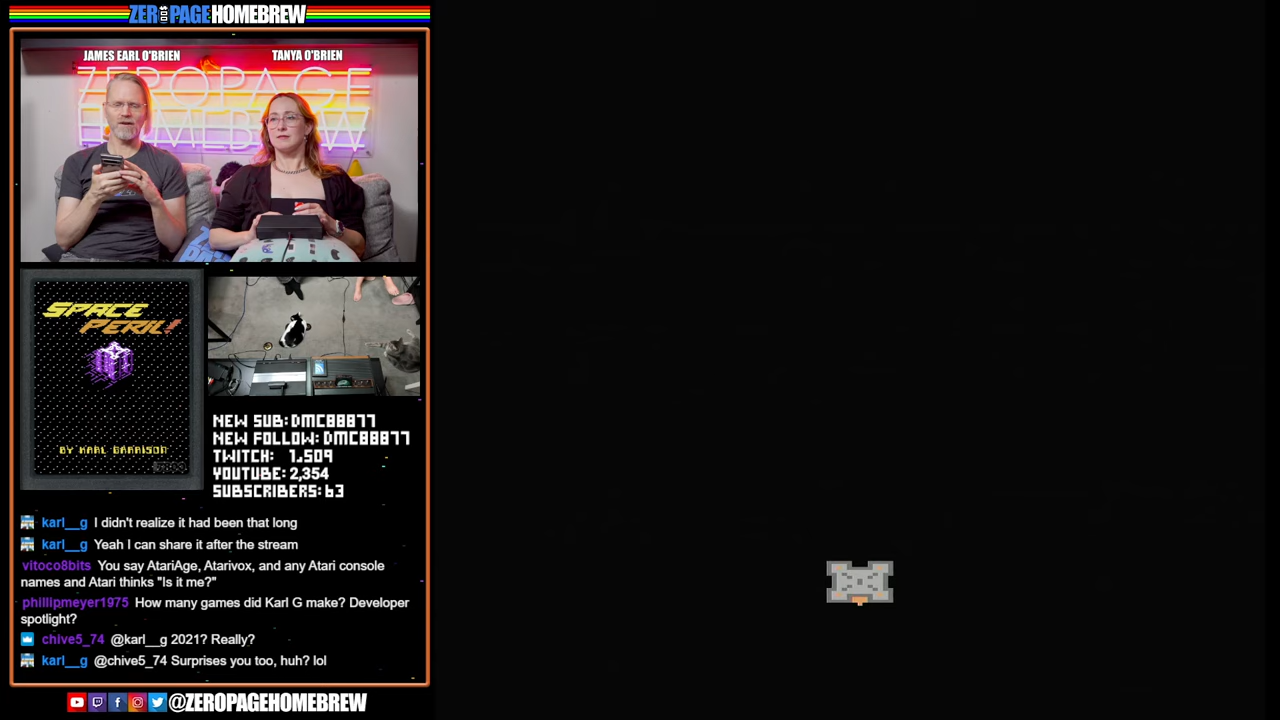 ZEROPAGE HOMEBREW
JAMES EARL O'BRIEN
TANYA O'BRIEN
ZEROPAGE
HOMEBREW
SPACE
PERIL!
BY KARL GARRISON
NEW SUB: DMC88877
NEW FOLLOW: DMC88877
TWITCH: 1,509
YOUTUBE: 2,354
SUBSCRIBERS: 63
karl__g I didn't realize it had been that long
karl__g Yeah I can share it after the stream
vitoco8bits You say AtariAge, Atarivox, and any Atari console
names and Atari thinks "Is it me?"
phillipmeyer1975 How many games did Karl G make? Developer
spotlight?
chive5_74 @karl__g 2021? Really?
karl__g @chive5_74 Surprises you too, huh? lol
@ZEROPAGEHOMEBREW